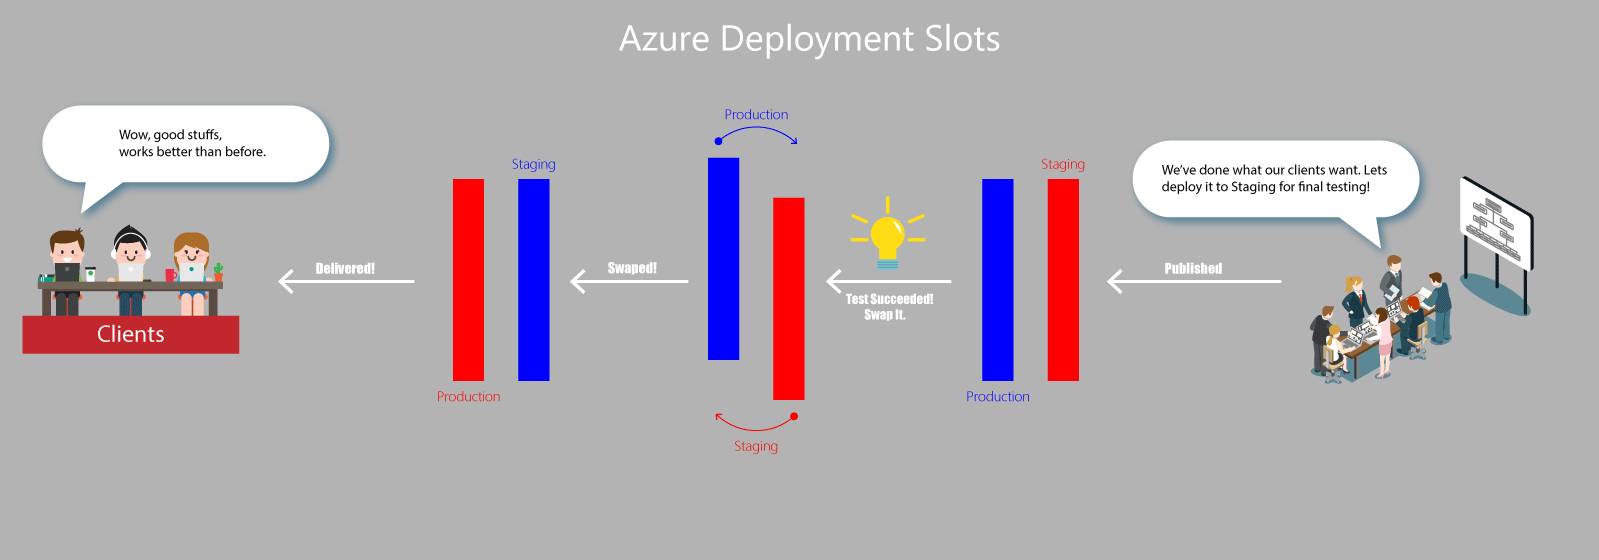 Azure Deployment Slots
Wow, good stuffs,
works better than before.
Clients
Delivered!
Staging
Production
Swaped!
Production
Staging
Test Succeeded!
Swap It.
Staging
Production
Published
We've done what our clients want. Lets
deploy it to Staging for final testing!